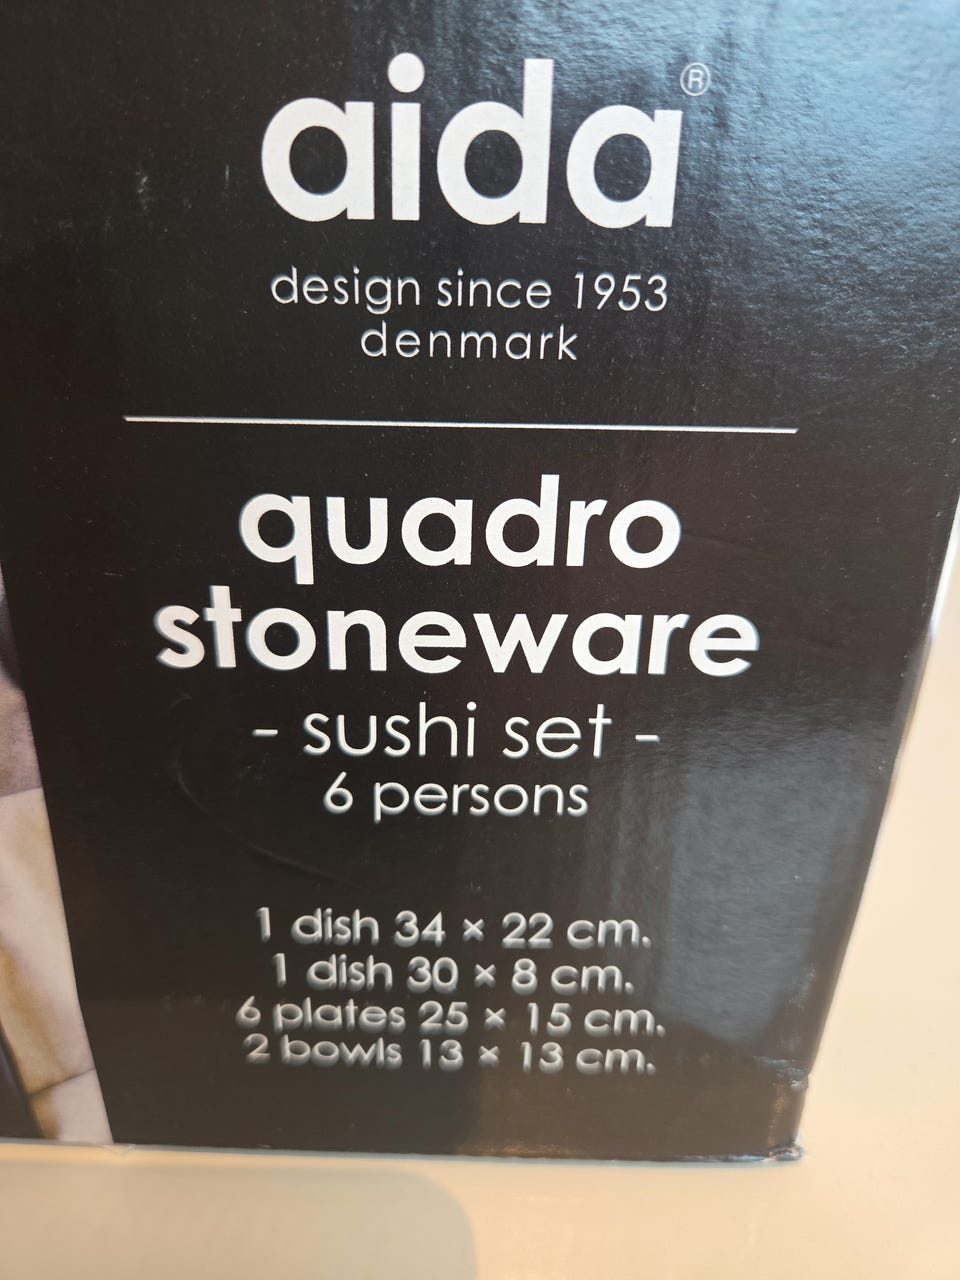 aida®
design since 1953
denmark
quadro
stoneware
- sushi set -
6 persons
1 dish 34 × 22 cm.
1 dish 30 × 8 cm.
6 plates 25 × 15 cm.
2 bowls 13 × 13 cm.